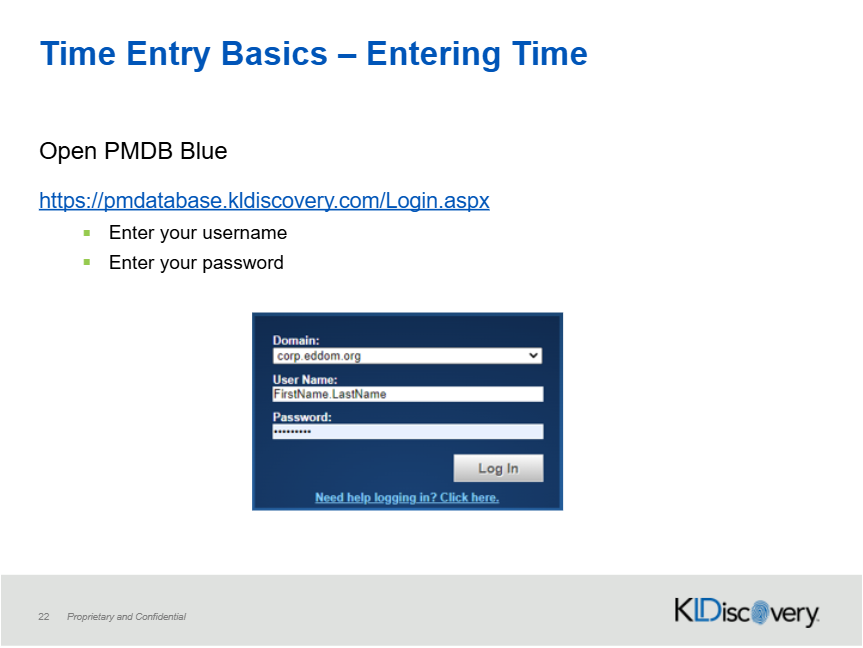 Time Entry Basics – Entering Time
Open PMDB Blue
https://pmdatabase.kldiscovery.com/Login.aspx
▪ Enter your username
▪ Enter your password
Domain:
corp.eddom.org
User Name:
FirstName.LastName
Password:
•••••••••
Log In
Need help logging in? Click here.
22 Proprietary and Confidential
KLDiscovery